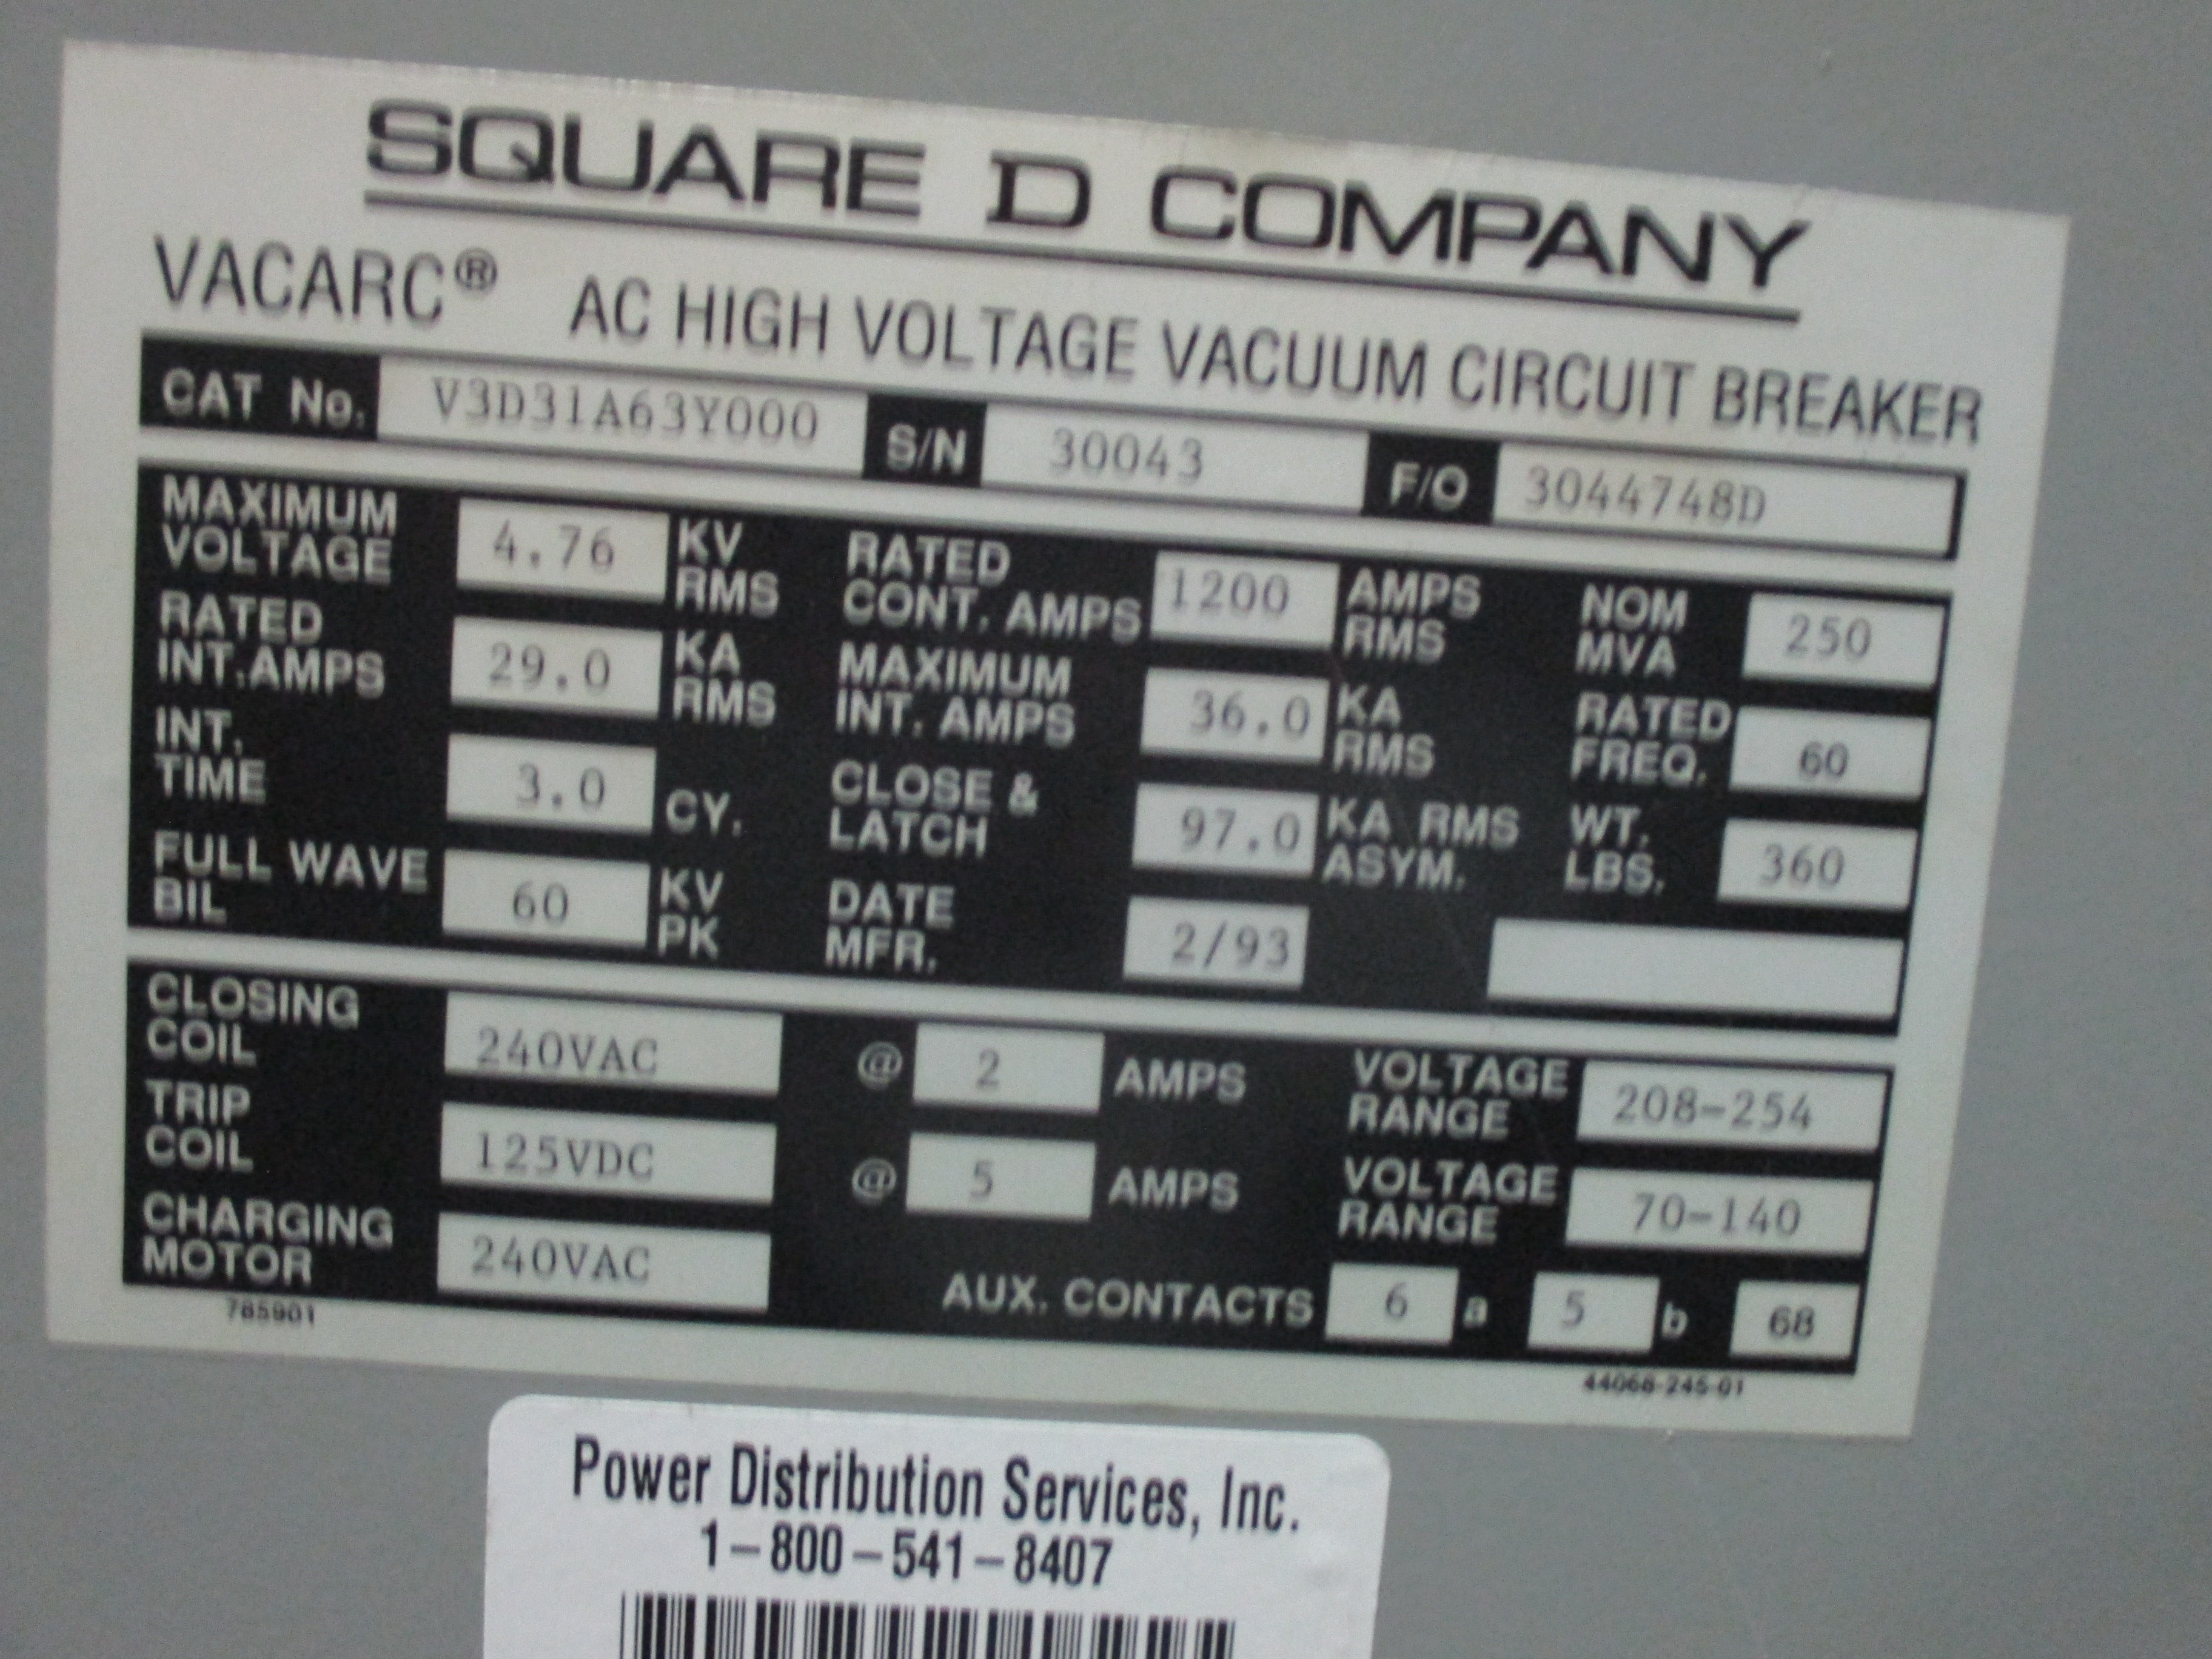 SQUARE D COMPANY
VACARC® AC HIGH VOLTAGE VACUUM CIRCUIT BREAKER
CAT No. V3D31A63Y000 S/N 30043 F/O 3044748D
MAXIMUM VOLTAGE 4.76 KV RMS RATED CONT. AMPS 1200 AMPS RMS NOM MVA 250
RATED INT. AMPS 29.0 KA RMS MAXIMUM INT. AMPS 36.0 KA RMS RATED FREQ. 60
INT. TIME 3.0 CY. CLOSE & LATCH 97.0 KA RMS ASYM. WT. LBS. 360
FULL WAVE BIL 60 KV PK DATE MFR. 2/93
CLOSING COIL 240VAC @ 2 AMPS VOLTAGE RANGE 208-254
TRIP COIL 125VDC @ 5 AMPS VOLTAGE RANGE 70-140
CHARGING MOTOR 240VAC AUX. CONTACTS 6 a 5 b 68
785901 44066-245-01
Power Distribution Services, Inc.
1-800-541-8407